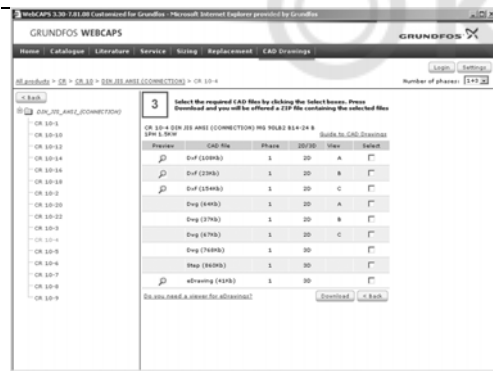 WebCAPS 3.30-7.01.08 Customized for Grundfos - Microsoft Internet Explorer provided by Grundfos
GRUNDFOS WEBCAPS
GRUNDFOS
Home Catalogue Literature Service Sizing Replacement CAD Drawings
Login Settings
All products > CR > CR 10 > DIN JIS ANSI (CONNECTION) > CR 10-4
Number of phases: 1+3
< Back
DIN_JIS_ANSI_(CONNECTION)
CR 10-1
CR 10-10
CR 10-12
CR 10-14
CR 10-16
CR 10-18
CR 10-2
CR 10-20
CR 10-22
CR 10-3
CR 10-4
CR 10-5
CR 10-6
CR 10-7
CR 10-8
CR 10-9
3
Select the required CAD files by clicking the Select boxes. Press
Download and you will be offered a ZIP file containing the selected files
CR 10-4 DIN JIS ANSI (CONNECTION) MG 90LB2 B14-24 B
1PH 1.5KW
Guide to CAD Drawings
Preview CAD file Phase 2D/3D View Select
Dxf (108Kb) 1 2D A
Dxf (23Kb) 1 2D B
Dxf (154Kb) 1 2D C
Dwg (64Kb) 1 2D A
Dwg (37Kb) 1 2D B
Dwg (67Kb) 1 2D C
Dwg (760Kb) 1 3D
Step (860Kb) 1 3D
eDrawing (41Kb) 1 3D
Do you need a viewer for eDrawings?
Download < Back